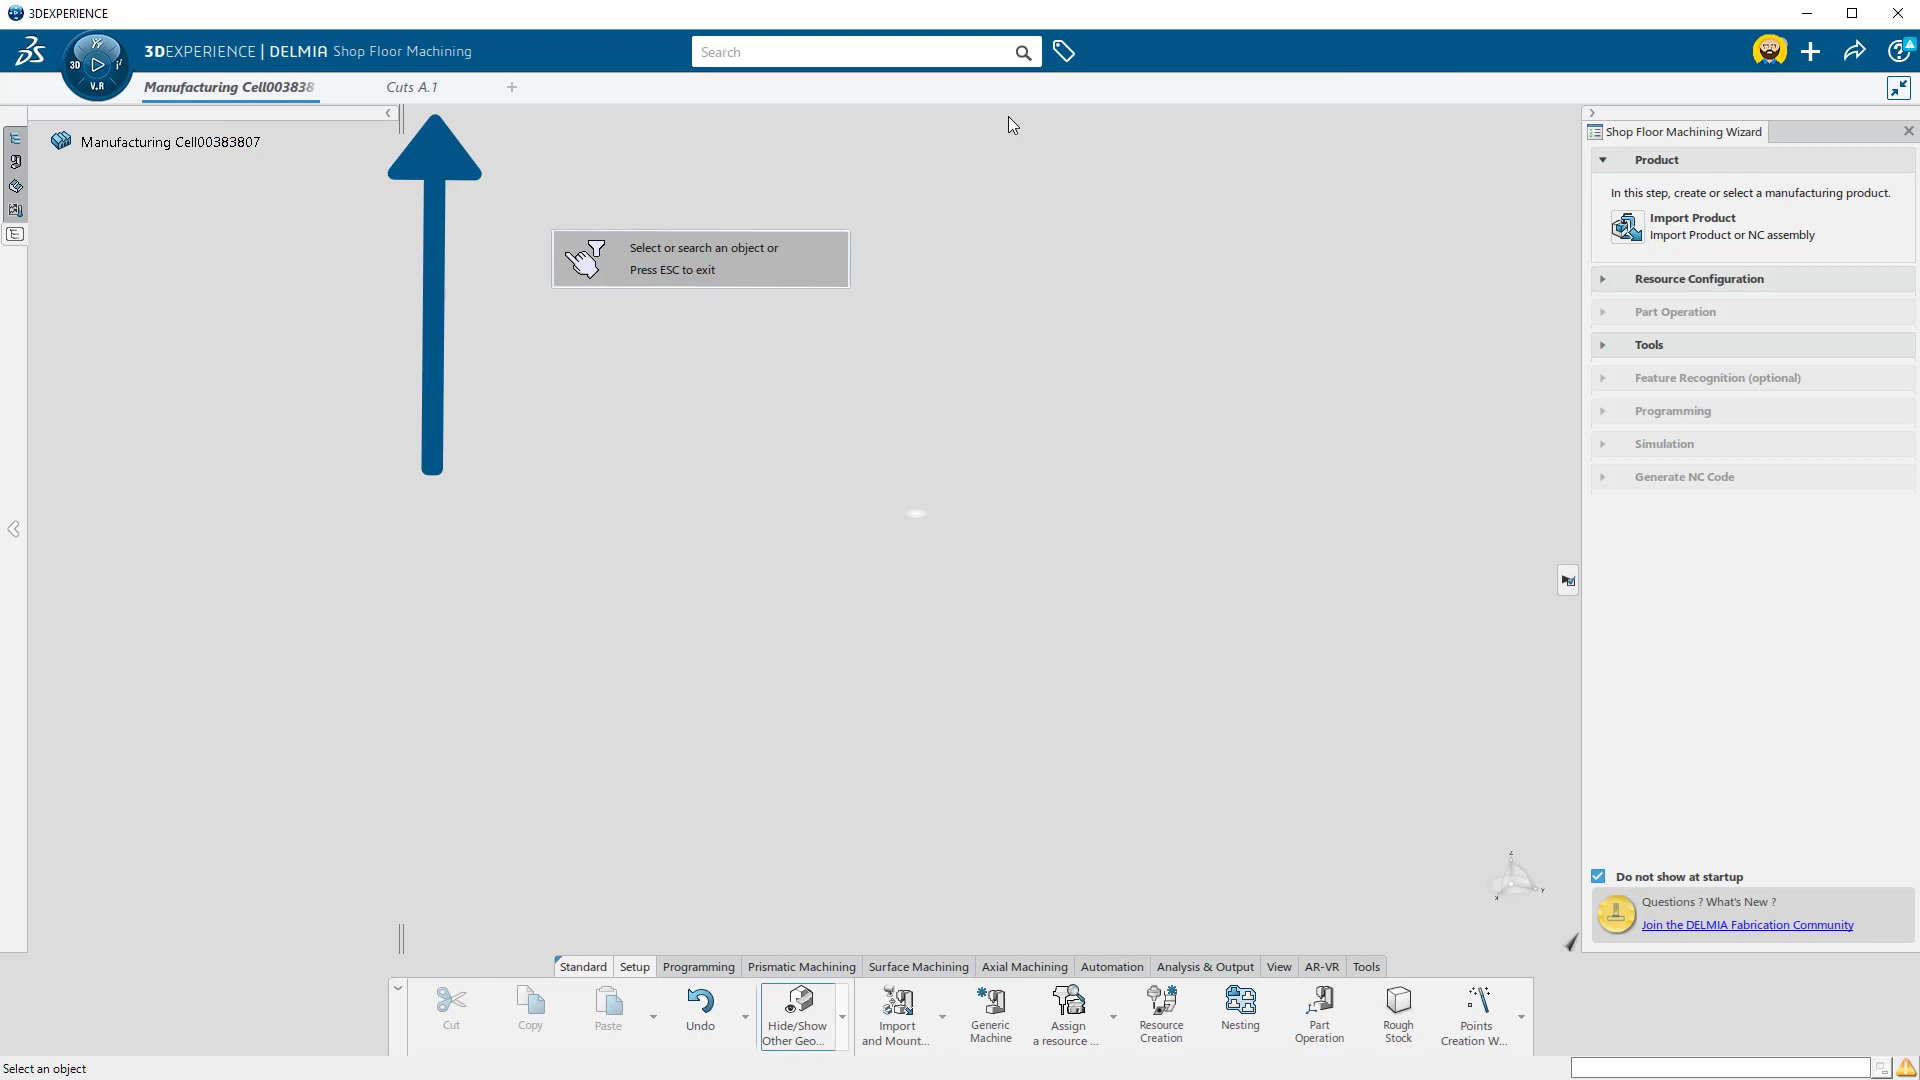 3DEXPERIENCE
3DEXPERIENCE | DELMIA Shop Floor Machining
Search
3D
V.R
Manufacturing Cell003838
Cuts A.1
+
Manufacturing Cell00383807
Select or search an object or
Press ESC to exit
Shop Floor Machining Wizard
Product
In this step, create or select a manufacturing product.
Import Product
Import Product or NC assembly
Resource Configuration
Part Operation
Tools
Feature Recognition (optional)
Programming
Simulation
Generate NC Code
z
y
x
Do not show at startup
Questions ? What's New ?
Join the DELMIA Fabrication Community
Standard Setup Programming Prismatic Machining Surface Machining Axial Machining Automation Analysis & Output View AR-VR Tools
Cut
Copy
Paste
Undo
Hide/Show
Other Geo...
Import
and Mount...
Generic
Machine
Assign
a resource ...
Resource
Creation
Nesting
Part
Operation
Rough
Stock
Points
Creation W...
Select an object